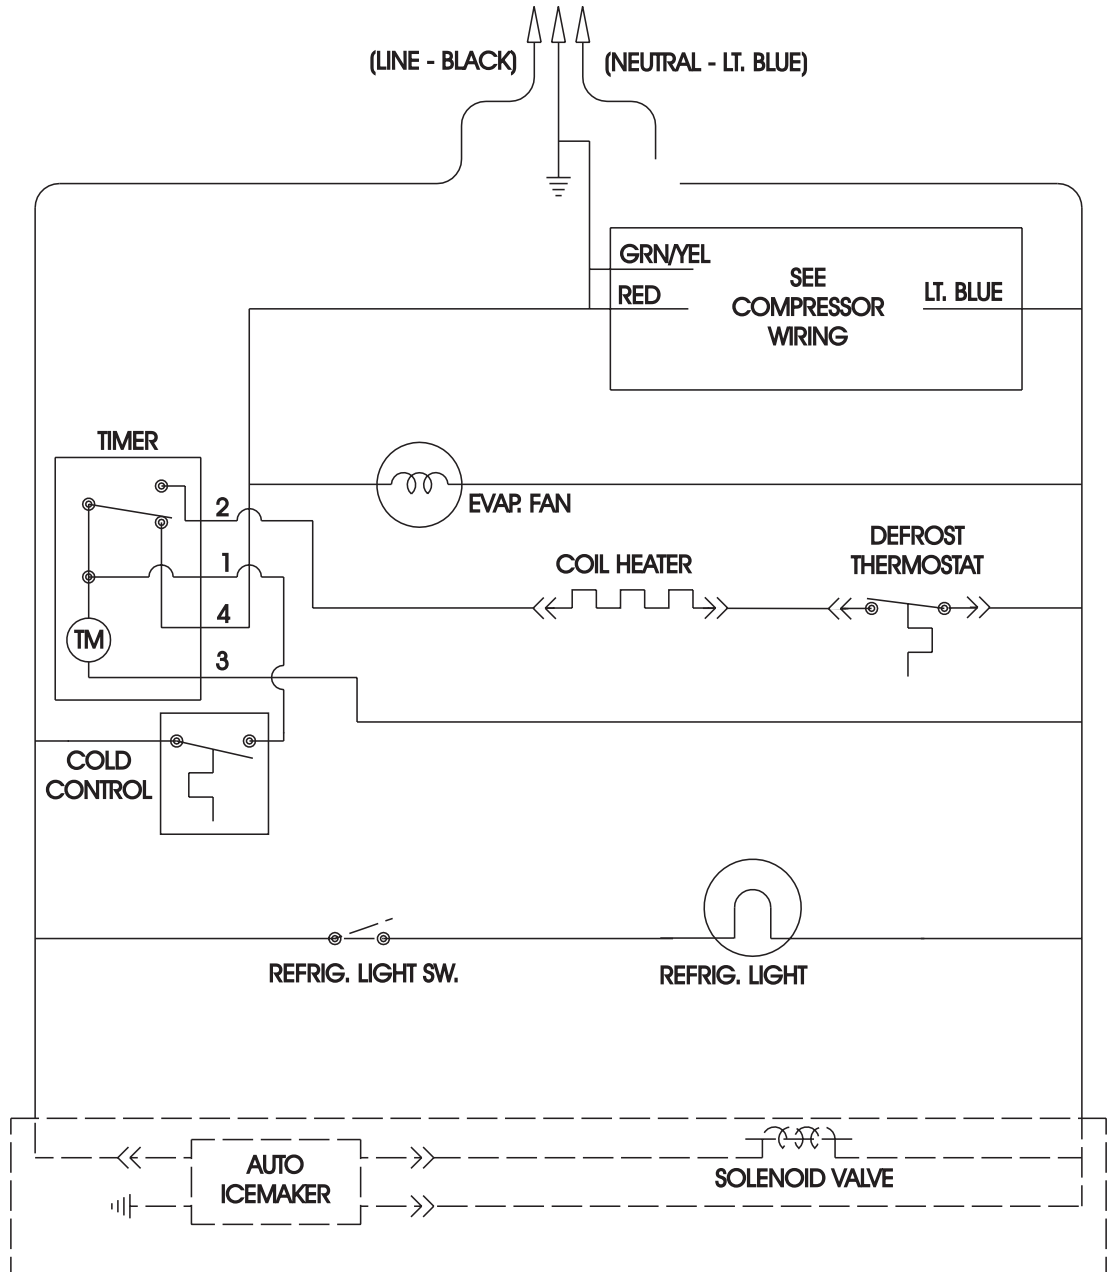 (LINE - BLACK)
(NEUTRAL - LT. BLUE)
GRN/YEL
RED
SEE
COMPRESSOR
WIRING
LT. BLUE
TIMER
EVAP. FAN
2
1
4
3
TM
COIL HEATER
DEFROST
THERMOSTAT
COLD
CONTROL
REFRIG. LIGHT SW.
REFRIG. LIGHT
AUTO
ICEMAKER
SOLENOID VALVE